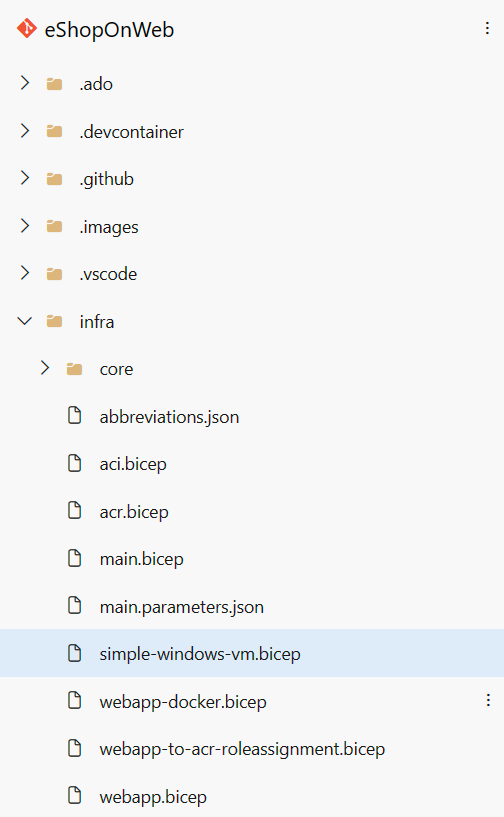 eShopOnWeb
.ado
.devcontainer
.github
.images
.vscode
infra
core
abbreviations.json
aci.bicep
acr.bicep
main.bicep
main.parameters.json
simple-windows-vm.bicep
webapp-docker.bicep
webapp-to-acr-roleassignment.bicep
webapp.bicep